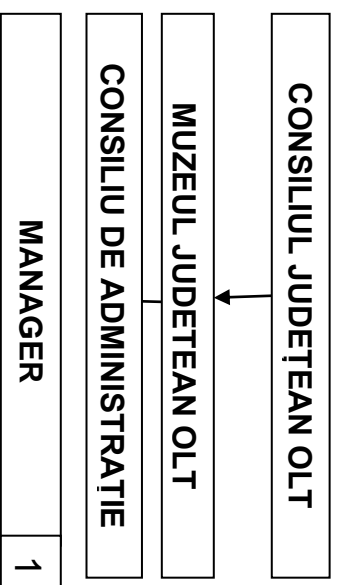 CONSILIUL JUDEȚEAN OLT
MUZEUL JUDETEAN OLT
CONSILIU DE ADMINISTRAȚIE
MANAGER 1